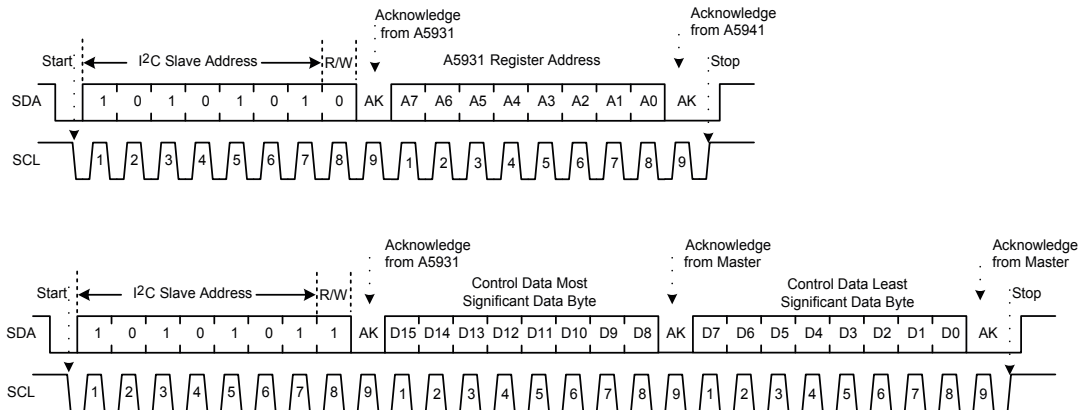 Acknowledge
from A5931
Acknowledge
from A5941
Start
I2C Slave Address
R/W
A5931 Register Address
Stop
SDA 1 0 1 0 1 0 1 0 AK A7 A6 A5 A4 A3 A2 A1 A0 AK
SCL 1 2 3 4 5 6 7 8 9 1 2 3 4 5 6 7 8 9
Acknowledge
from A5931
Acknowledge
from Master
Acknowledge
from Master
Start
I2C Slave Address
R/W
Control Data Most
Significant Data Byte
Control Data Least
Significant Data Byte
Stop
SDA 1 0 1 0 1 0 1 1 AK D15 D14 D13 D12 D11 D10 D9 D8 AK D7 D6 D5 D4 D3 D2 D1 D0 AK
SCL 1 2 3 4 5 6 7 8 9 1 2 3 4 5 6 7 8 9 1 2 3 4 5 6 7 8 9